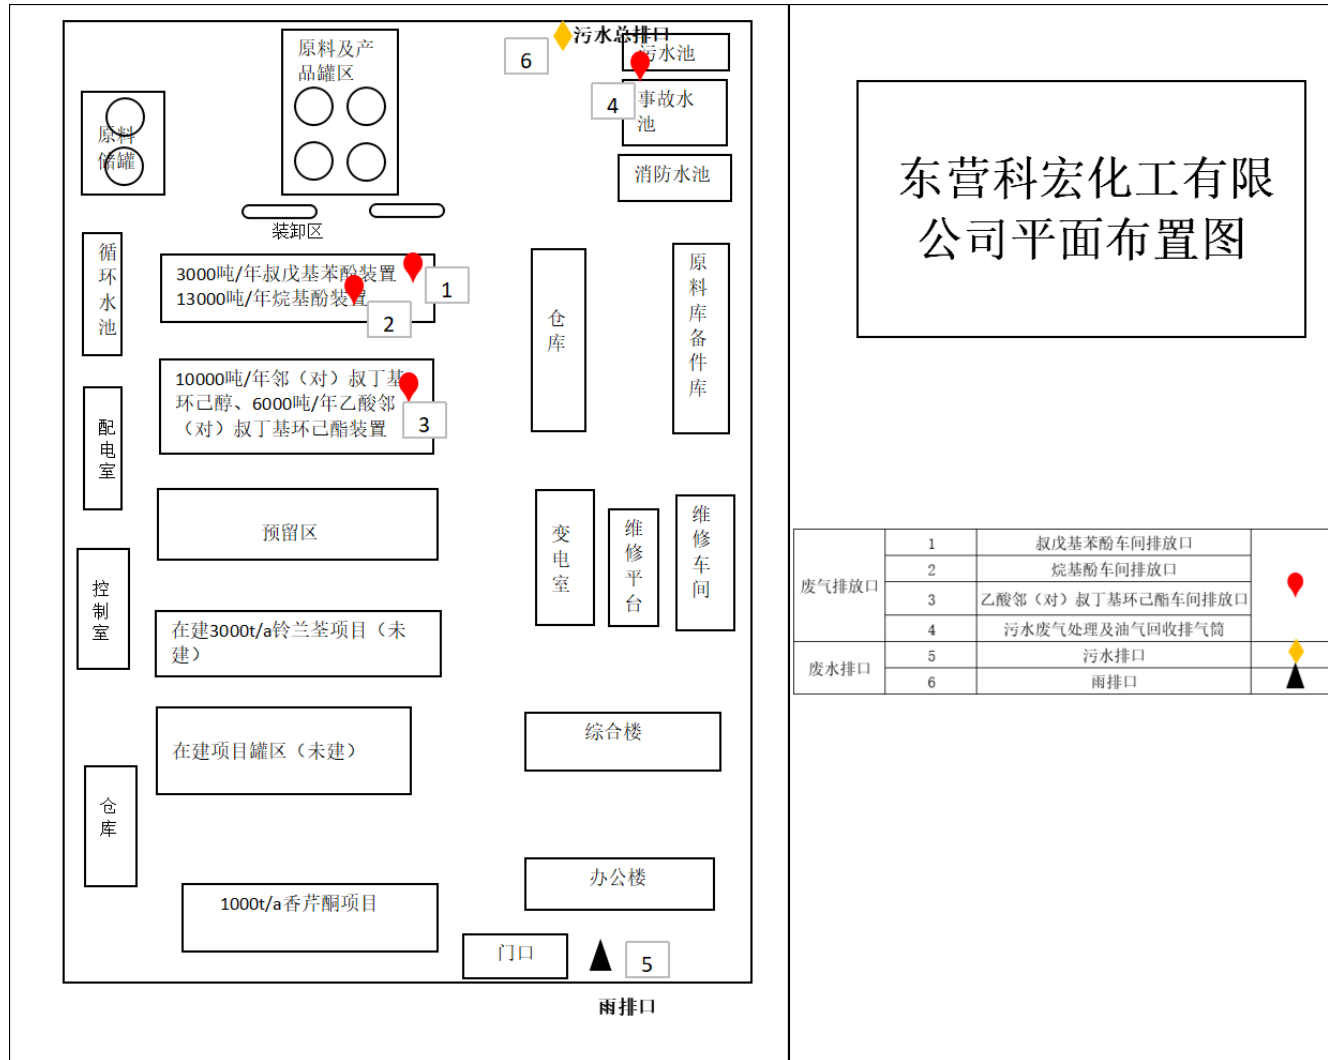 污水总排口
6
污水池
4
事故水
池
消防水池
原料及产
品罐区
原料
储罐
装卸区
循
环
水
池
3000吨/年叔戊基苯酚装置
13000吨/年烷基酚装置
1
2
10000吨/年邻（对）叔丁基
环己醇、6000吨/年乙酸邻
（对）叔丁基环己酯装置
3
仓
库
原
料
库
备
件
库
配
电
室
预留区
变
电
室
维
修
平
台
维
修
车
间
控
制
室
在建3000t/a铃兰荃项目（未
建）
在建项目罐区（未建）
综合楼
仓
库
办公楼
1000t/a香芹酮项目
门口
5
雨排口
东营科宏化工有限
公司平面布置图
废气排放口
1 叔戊基苯酚车间排放口
2 烷基酚车间排放口
3 乙酸邻（对）叔丁基环己酯车间排放口
4 污水废气处理及油气回收排气筒
废水排口
5 污水排口
6 雨排口